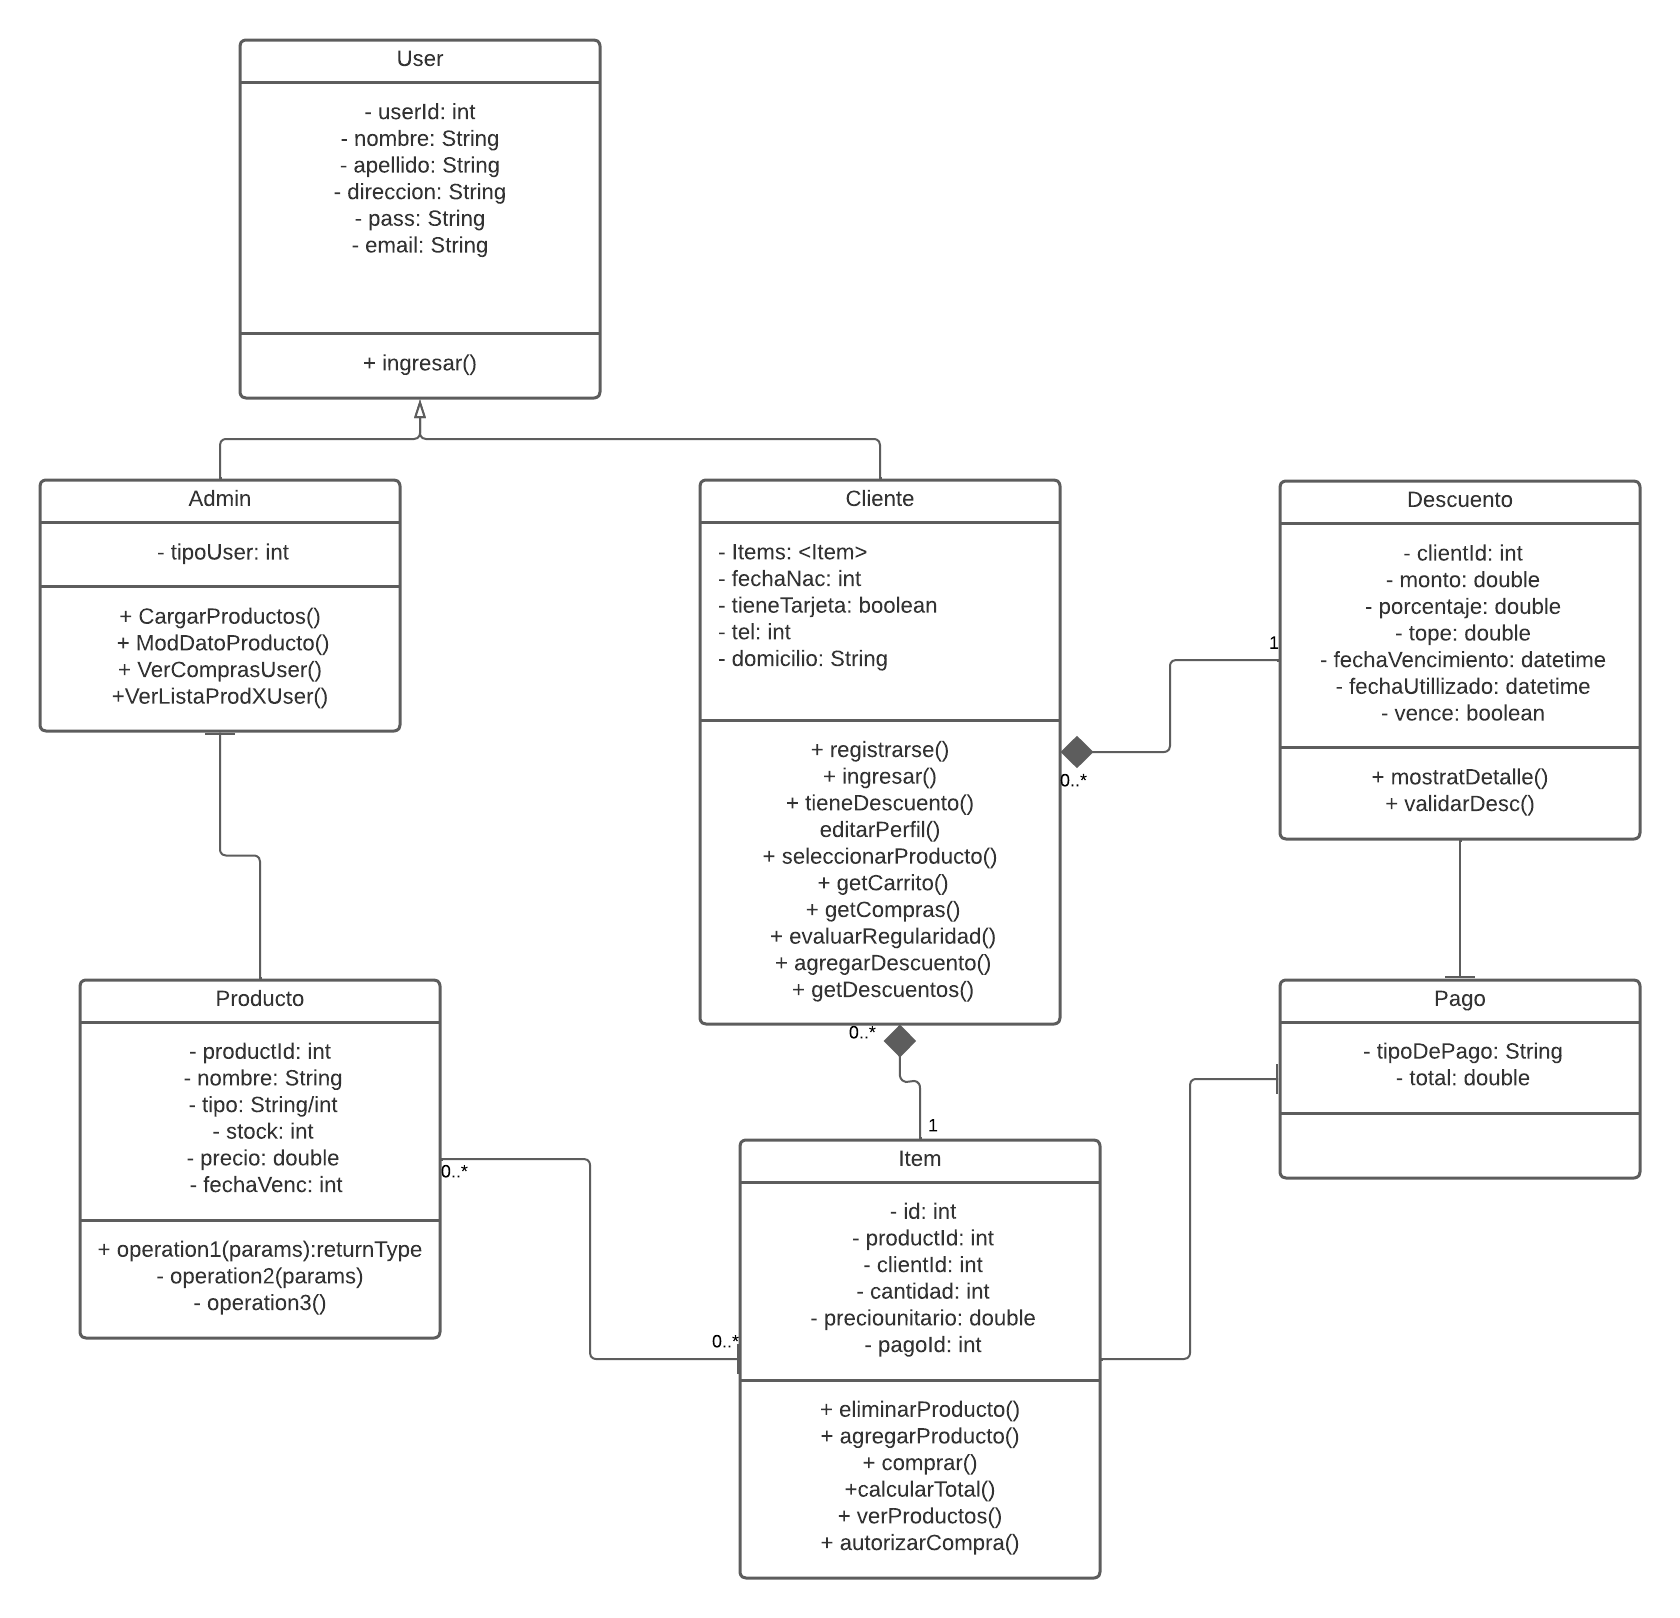 User
- userId: int
- nombre: String
- apellido: String
- direccion: String
- pass: String
- email: String
+ ingresar()
Admin
- tipoUser: int
+ CargarProductos()
+ ModDatoProducto()
+ VerComprasUser()
+VerListaProdXUser()
Cliente
- Items: <Item>
- fechaNac: int
- tieneTarjeta: boolean
- tel: int
- domicilio: String
+ registrarse()
+ ingresar()
+ tieneDescuento()
editarPerfil()
+ seleccionarProducto()
+ getCarrito()
+ getCompras()
+ evaluarRegularidad()
+ agregarDescuento()
+ getDescuentos()
1
0..*
Descuento
- clientId: int
- monto: double
- porcentaje: double
- tope: double
- fechaVencimiento: datetime
- fechaUtillizado: datetime
- vence: boolean
+ mostratDetalle()
+ validarDesc()
Producto
- productId: int
- nombre: String
- tipo: String/int
- stock: int
- precio: double
- fechaVenc: int
+ operation1(params):returnType
- operation2(params)
- operation3()
0..*
0..*
0..*
1
Item
- id: int
- productId: int
- clientId: int
- cantidad: int
- preciounitario: double
- pagoId: int
+ eliminarProducto()
+ agregarProducto()
+ comprar()
+calcularTotal()
+ verProductos()
+ autorizarCompra()
Pago
- tipoDePago: String
- total: double